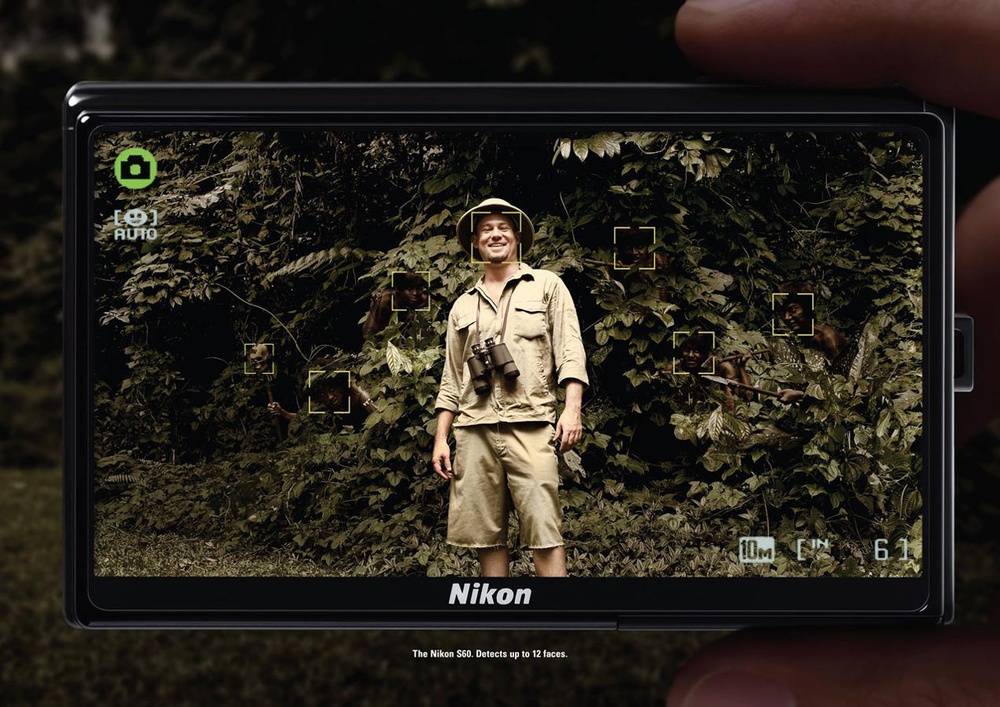 AUTO
10M [IN 6]
Nikon
The Nikon S60. Detects up to 12 faces.